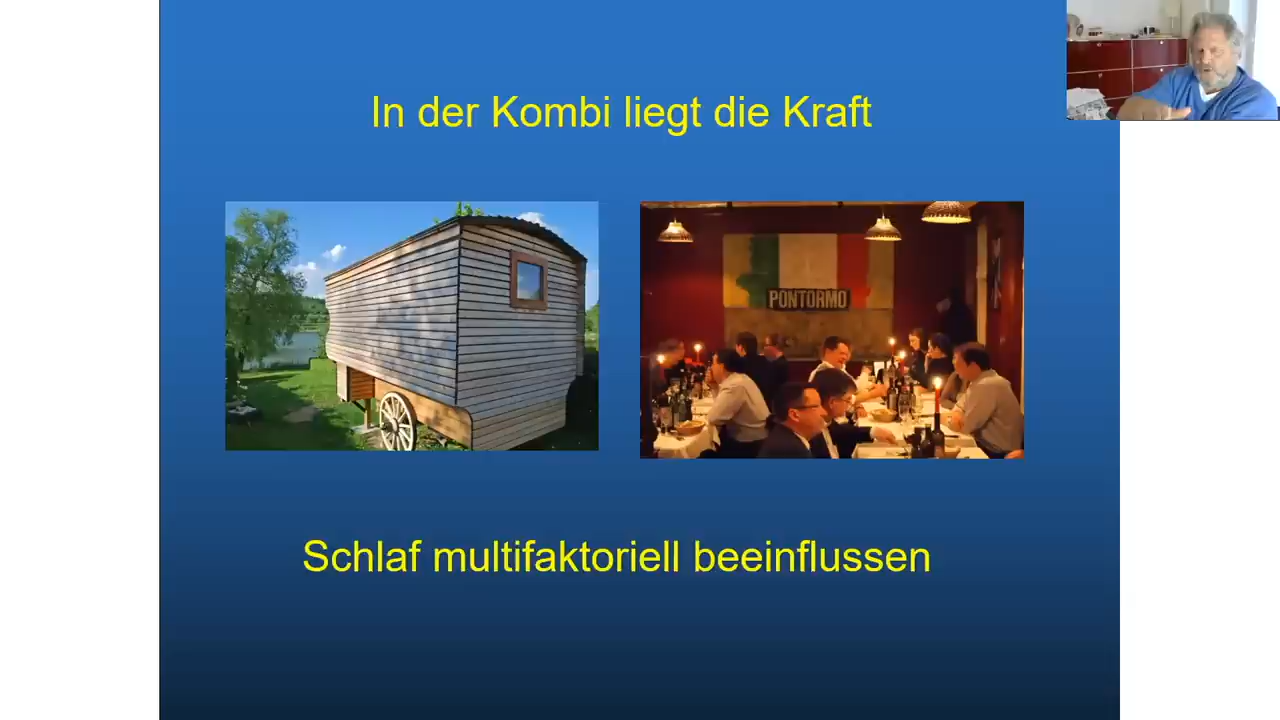 In der Kombi liegt die Kraft
PONTORMO
Schlaf multifaktoriell beeinflussen